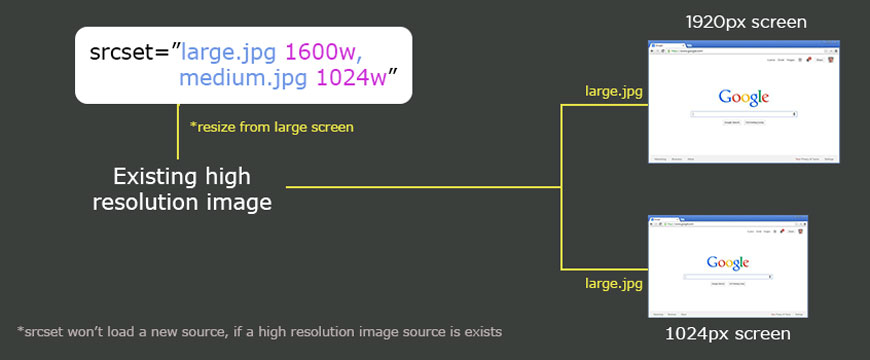 srcset=”large.jpg 1600w,
medium.jpg 1024w”
*resize from large screen
Existing high
resolution image
large.jpg
1920px screen
Google
large.jpg
Google
1024px screen
*srcset won’t load a new source, if a high resolution image source is exists